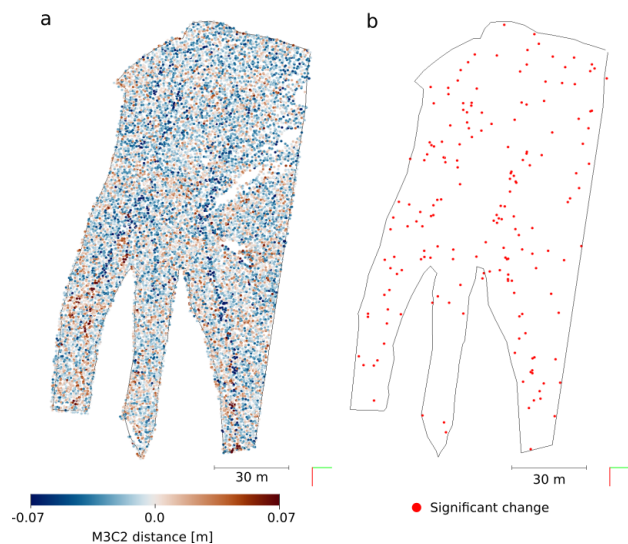 a
b
30 m
30 m
-0.07
0.0
0.07
M3C2 distance [m]
Significant change